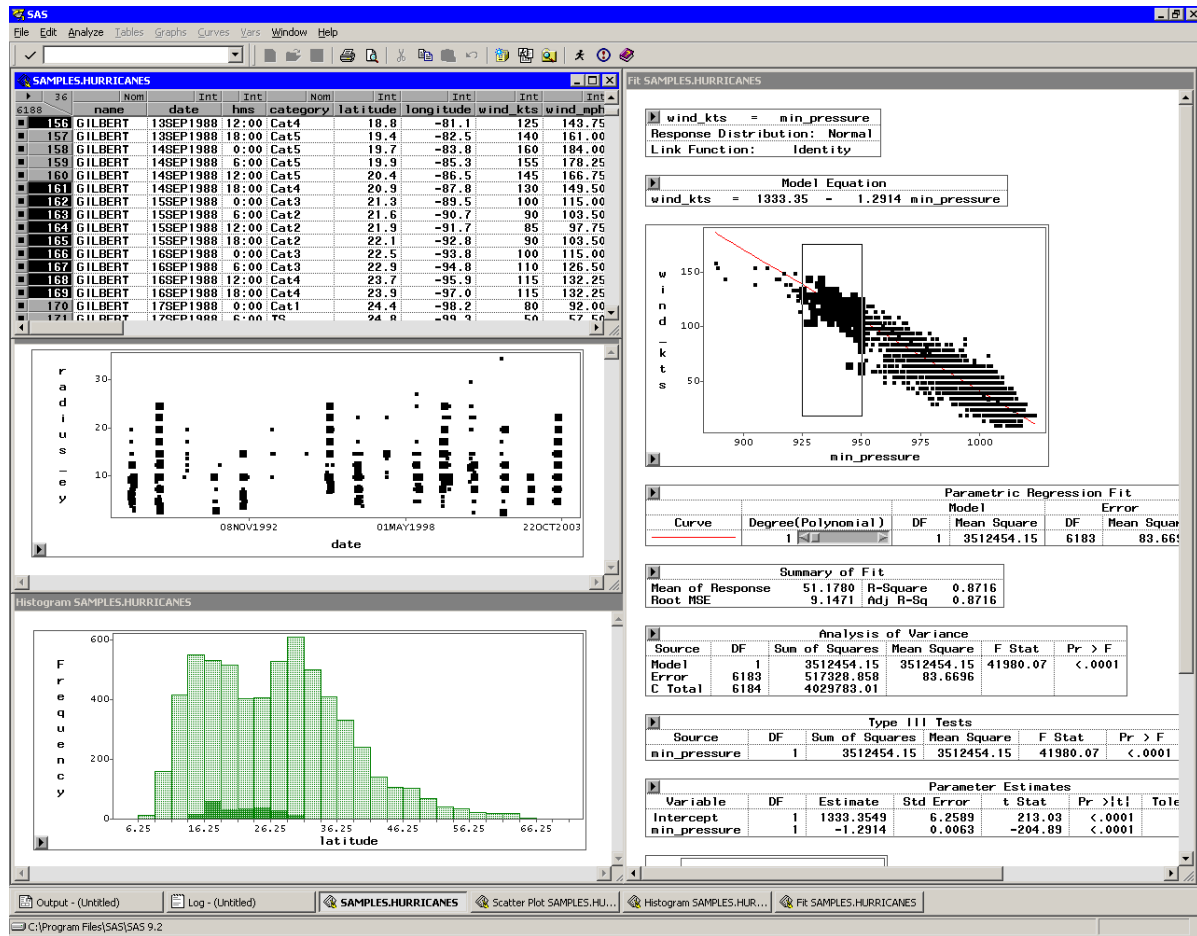 SAS
File Edit Analyze Tables Graphs Curves Vars Window Help
SAMPLES.HURRICANES
36 Nom Int Int Nom Int Int Int Int
6188 name date hms category latitude longitude wind_kts wind_mph
156 GILBERT 13SEP1988 12:00 Cat4 18.8 -81.1 125 143.75
157 GILBERT 13SEP1988 18:00 Cat5 19.4 -82.5 140 161.00
158 GILBERT 14SEP1988 0:00 Cat5 19.7 -83.8 160 184.00
159 GILBERT 14SEP1988 6:00 Cat5 19.9 -85.3 155 178.25
160 GILBERT 14SEP1988 12:00 Cat5 20.4 -86.5 145 166.75
161 GILBERT 14SEP1988 18:00 Cat4 20.9 -87.8 130 149.50
162 GILBERT 15SEP1988 0:00 Cat3 21.3 -89.5 100 115.00
163 GILBERT 15SEP1988 6:00 Cat2 21.6 -90.7 90 103.50
164 GILBERT 15SEP1988 12:00 Cat2 21.9 -91.7 85 97.75
165 GILBERT 15SEP1988 18:00 Cat2 22.1 -92.8 90 103.50
166 GILBERT 16SEP1988 0:00 Cat3 22.5 -93.8 100 115.00
167 GILBERT 16SEP1988 6:00 Cat3 22.9 -94.8 110 126.50
168 GILBERT 16SEP1988 12:00 Cat4 23.7 -95.9 115 132.25
169 GILBERT 16SEP1988 18:00 Cat4 23.9 -97.0 115 132.25
170 GILBERT 17SEP1988 0:00 Cat1 24.4 -98.2 80 92.00
171 GILBERT 17SEP1988 6:00 TS 24.8 -99.3 50 57.50
radius_ey
30
20
10
08NOV1992 01MAY1998 22OCT2003
date
Histogram SAMPLES.HURRICANES
Frequency
600
400
200
0
6.25 16.25 26.25 36.25 46.25 56.25 66.25
latitude
Fit SAMPLES.HURRICANES
wind_kts = min_pressure
Response Distribution: Normal
Link Function: Identity
Model Equation
wind_kts = 1333.35 - 1.2914 min_pressure
wind_kts
150
100
50
900 925 950 975 1000
min_pressure
Parametric Regression Fit
Model Error
Curve Degree(Polynomial) DF Mean Square DF Mean Squar
1 1 3512454.15 6183 83.669
Summary of Fit
Mean of Response 51.1780 R-Square 0.8716
Root MSE 9.1471 Adj R-Sq 0.8716
Analysis of Variance
Source DF Sum of Squares Mean Square F Stat Pr > F
Model 1 3512454.15 3512454.15 41980.07 <.0001
Error 6183 517328.858 83.6696
C Total 6184 4029783.01
Type III Tests
Source DF Sum of Squares Mean Square F Stat Pr > F
min_pressure 1 3512454.15 3512454.15 41980.07 <.0001
Parameter Estimates
Variable DF Estimate Std Error t Stat Pr >|t| Tole
Intercept 1 1333.3549 6.2589 213.03 <.0001
min_pressure 1 -1.2914 0.0063 -204.89 <.0001
Output - (Untitled) Log - (Untitled) SAMPLES.HURRICANES Scatter Plot SAMPLES.HU... Histogram SAMPLES.HUR... Fit SAMPLES.HURRICANES
C:\Program Files\SAS\SAS 9.2